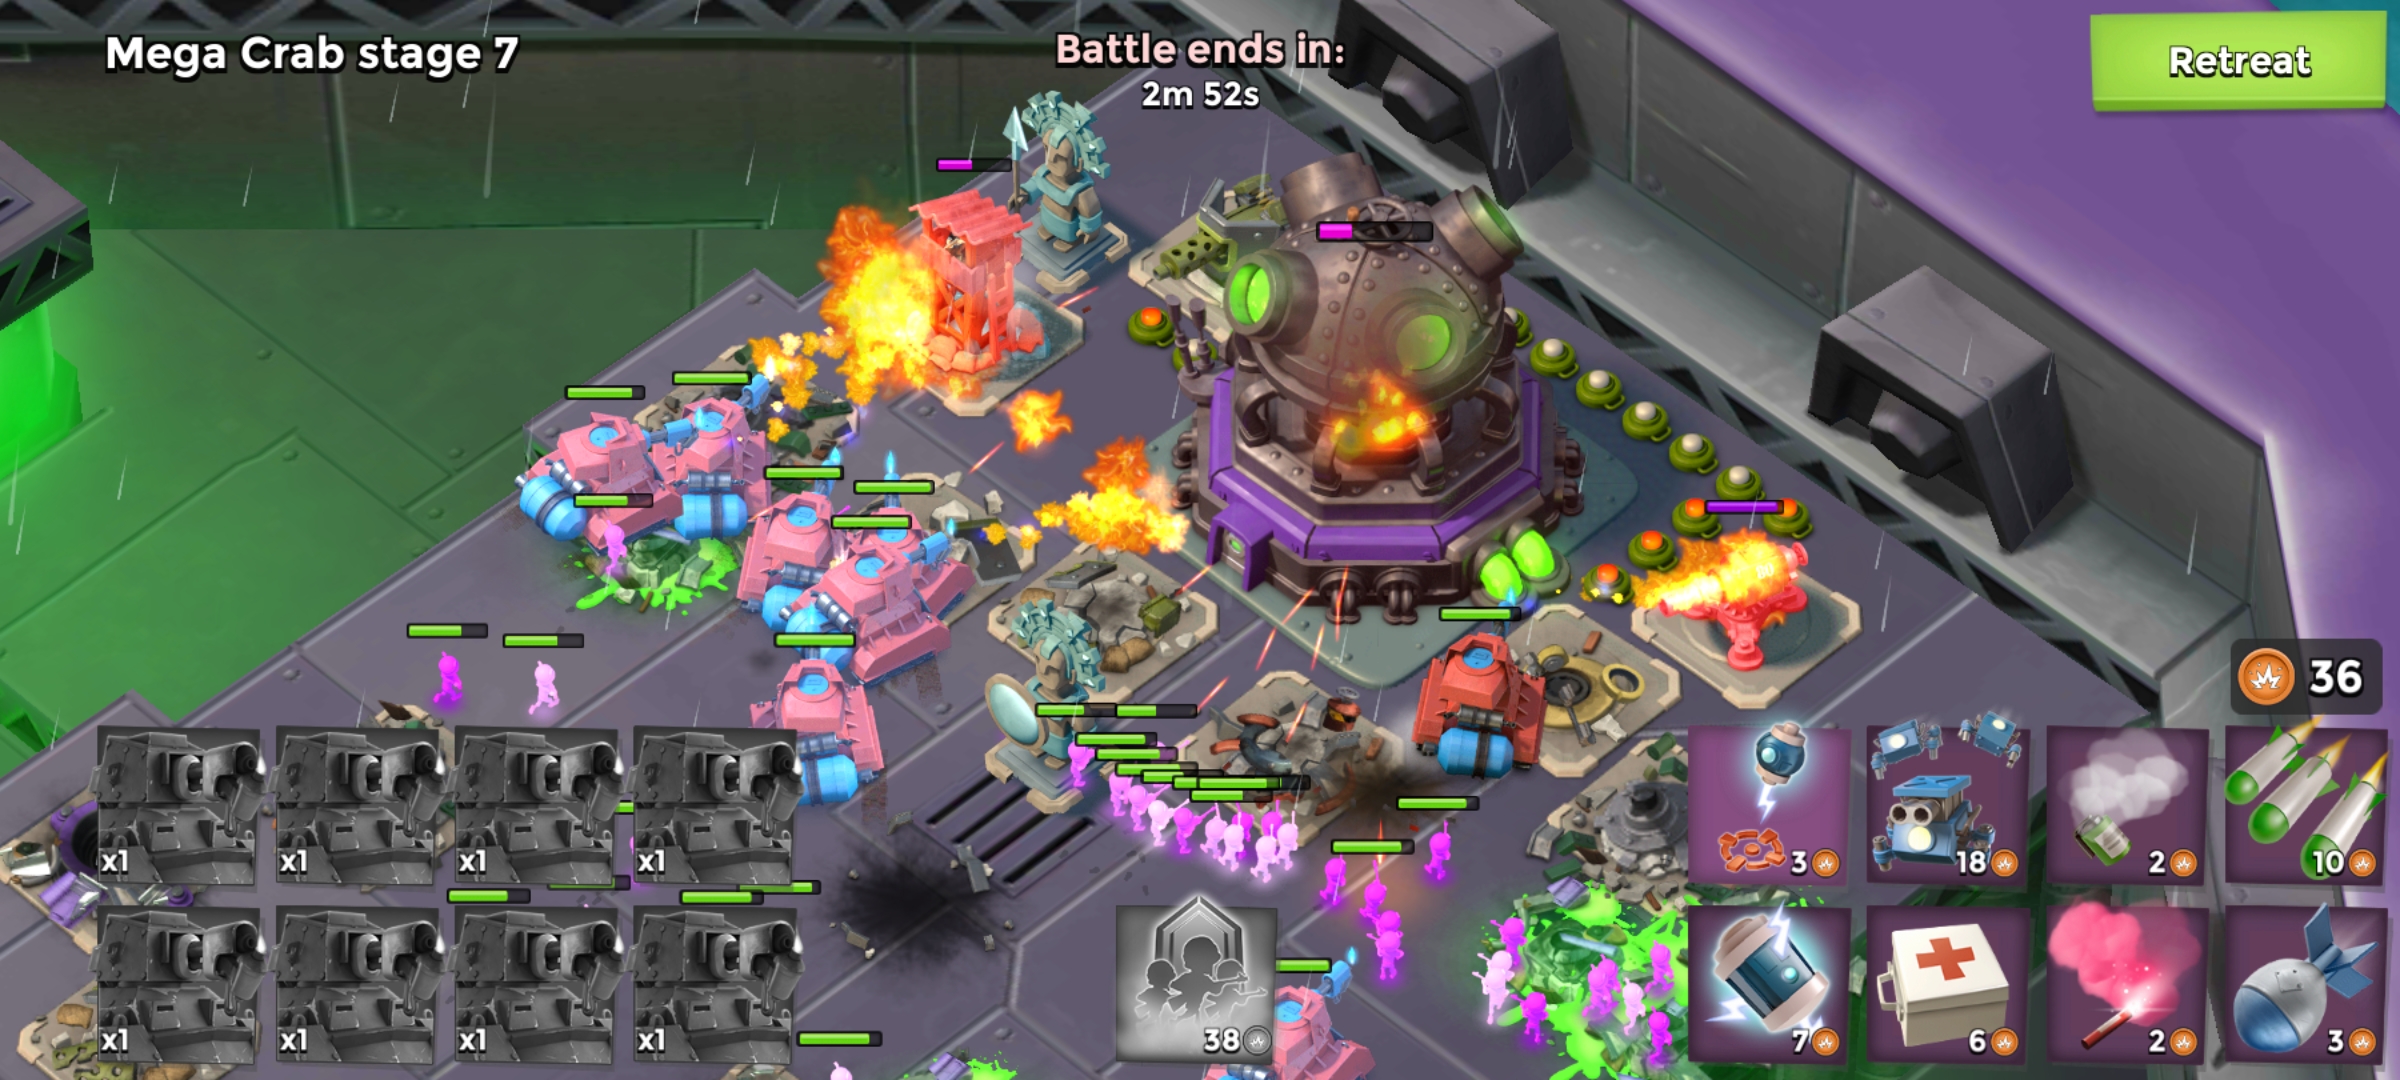 Mega Crab stage 7
Battle ends in:
2m 52s
Retreat
36
x1
x1
x1
x1
3
18
2
10
x1
x1
x1
x1
38
7
6
2
3